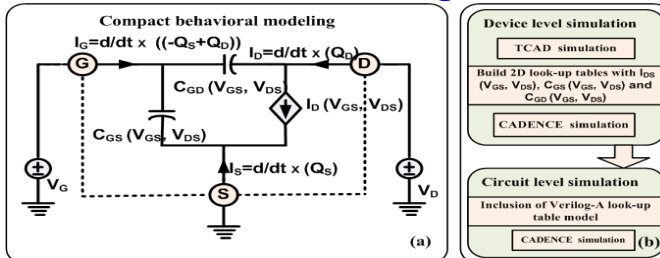 Compact behavioral modeling
I_G=d/dt x ((-Q_S+Q_D))
I_D=d/dt x (Q_D)
G
D
C_GD (V_GS, V_DS)
I_D (V_GS, V_DS)
C_GS (V_GS, V_DS)
I_S=d/dt x (Q_S)
V_G
S
V_D
(a)
Device level simulation
TCAD simulation
Build 2D look-up tables with I_DS
(V_GS, V_DS), C_GS (V_GS, V_DS) and
C_GD (V_GS, V_DS)
CADENCE simulation
Circuit level simulation
Inclusion of Verilog-A look-up
table model
CADENCE simulation
(b)